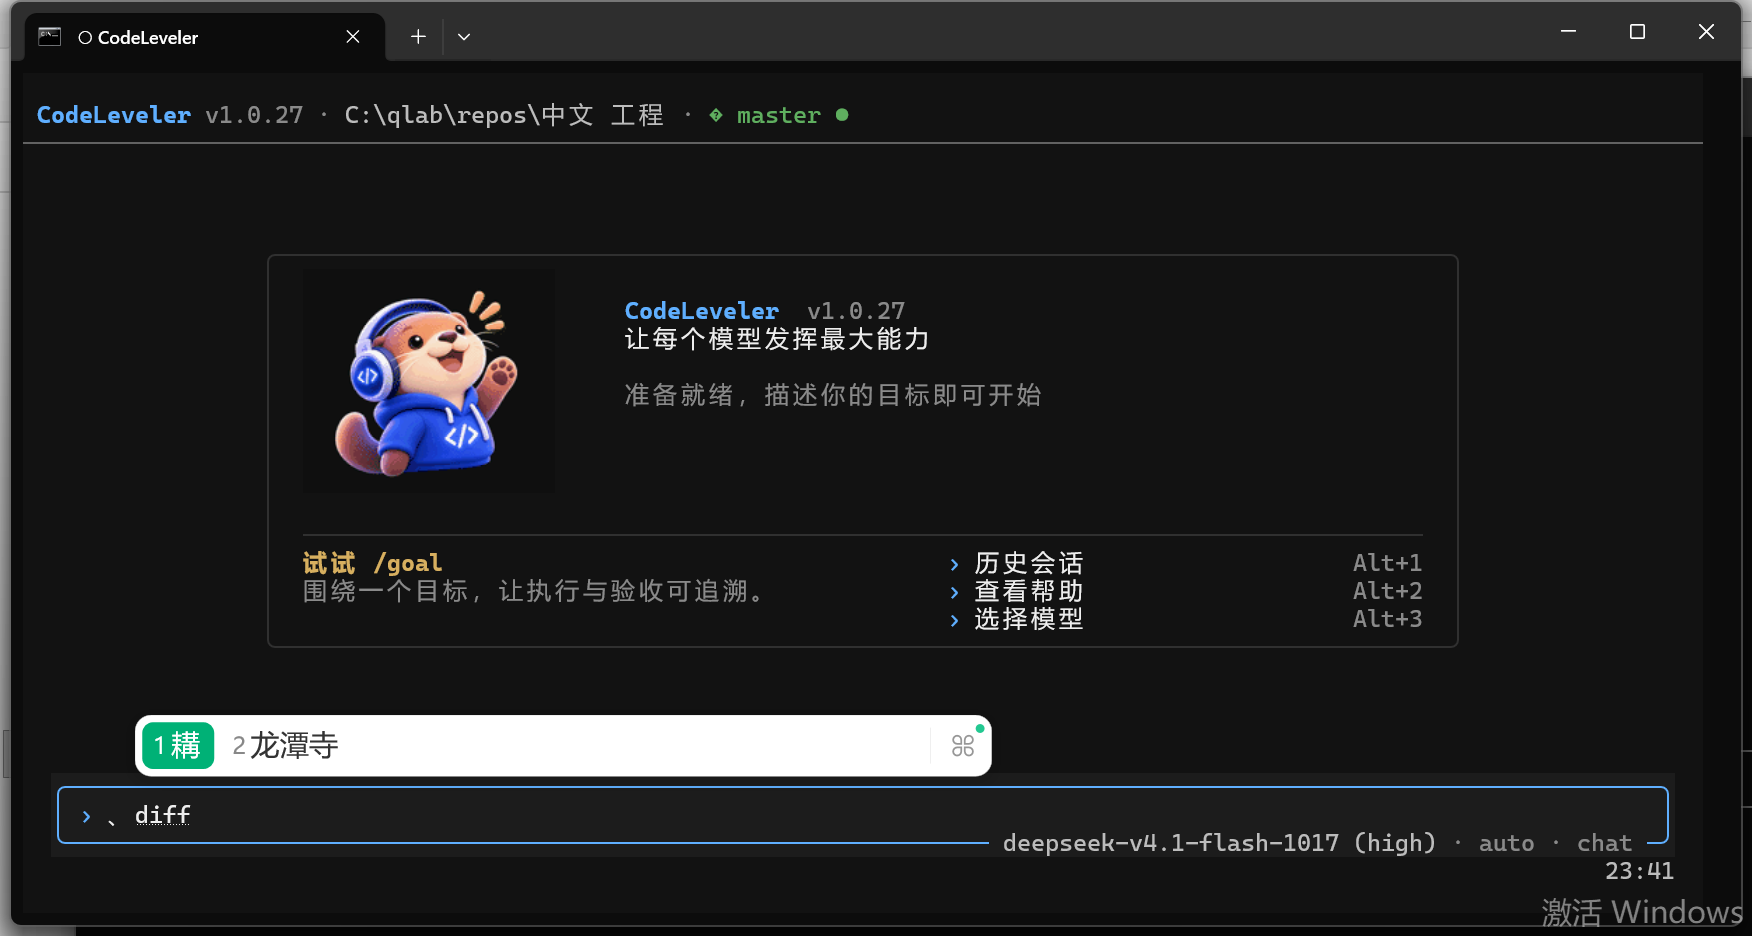 CodeLeveler
CodeLeveler v1.0.27 · C:\qlab\repos\中文 工程 · � master ●
</>
</>
CodeLeveler v1.0.27
让每个模型发挥最大能力
准备就绪，描述你的目标即可开始
试试 /goal
围绕一个目标，让执行与验收可追溯。
› 历史会话 Alt+1
› 查看帮助 Alt+2
› 选择模型 Alt+3
1 耩 2 龙潭寺
› 、diff
deepseek-v4.1-flash-1017 (high) · auto · chat
23:41
激活 Windows